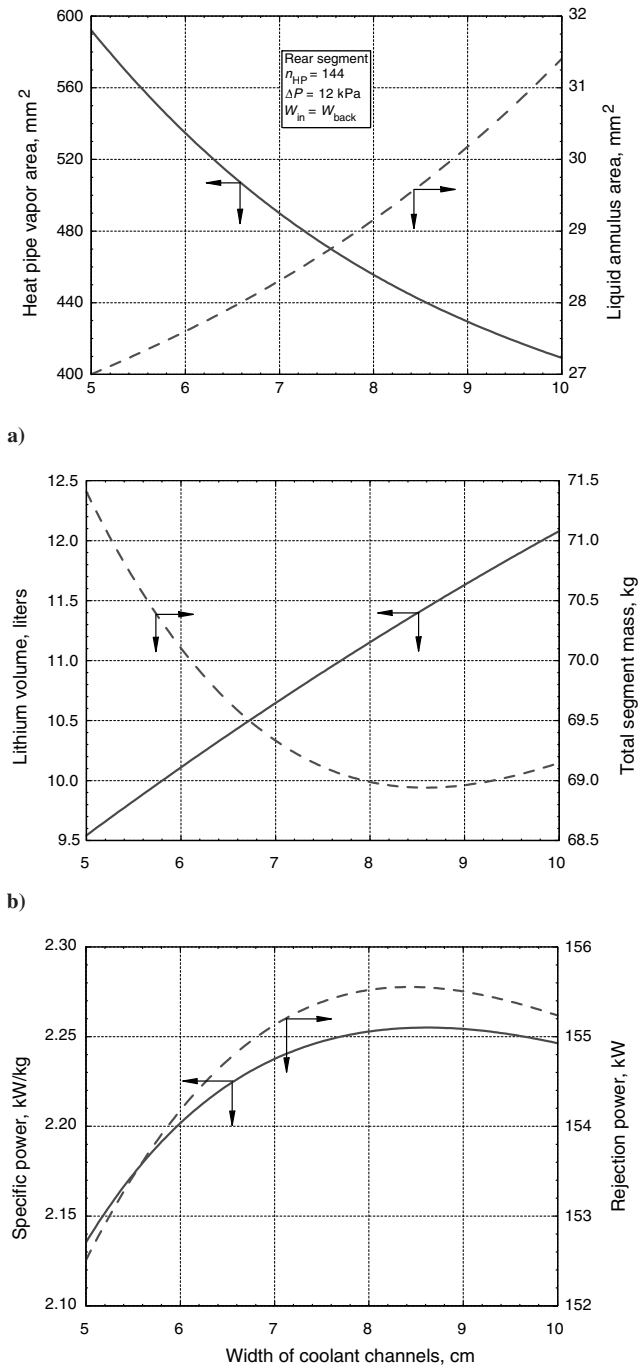 600
560
520
480
440
400
Heat pipe vapor area, mm²
Rear segment
n_HP = 144
ΔP = 12 kPa
W_in = W_back
32
31
30
29
28
27
Liquid annulus area, mm²
5 6 7 8 9 10
a)
12.5
12.0
11.5
11.0
10.5
10.0
9.5
Lithium volume, liters
71.5
71.0
70.5
70.0
69.5
69.0
68.5
Total segment mass, kg
5 6 7 8 9 10
b)
2.30
2.25
2.20
2.15
2.10
Specific power, kW/kg
156
155
154
153
152
Rejection power, kW
5 6 7 8 9 10
Width of coolant channels, cm